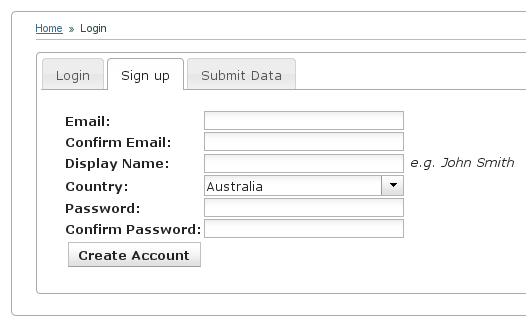 Home » Login
Login Sign up Submit Data
Email:
Confirm Email:
Display Name: e.g. John Smith
Country: Australia
Password:
Confirm Password:
Create Account